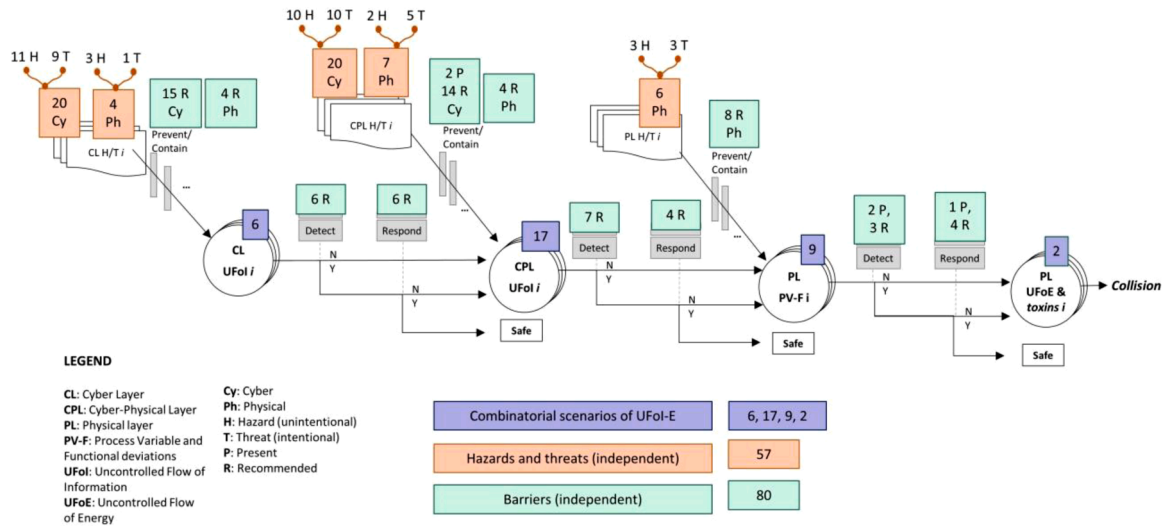 10 H 10 T
2 H 5 T
11 H 9 T
3 H 1 T
3 H 3 T
20
Cy
4
Ph
15 R
Cy
4 R
Ph
20
Cy
7
Ph
2 P
14 R
Cy
4 R
Ph
6
Ph
8 R
Ph
Prevent/
Contain
CL H/T i
...
CPL H/T i
Prevent/
Contain
...
PL H/T i
Prevent/
Contain
...
6 R
Detect
6 R
Respond
7 R
Detect
4 R
Respond
2 P,
3 R
Detect
1 P,
4 R
Respond
6
CL
UFoI i
N
Y
N
Y
Safe
17
CPL
UFoI i
N
Y
N
Y
Safe
9
PL
PV-F i
N
Y
N
Y
Safe
2
PL
UFoE &
toxins i
Collision
LEGEND
CL: Cyber Layer
CPL: Cyber-Physical Layer
PL: Physical layer
PV-F: Process Variable and
Functional deviations
UFoI: Uncontrolled Flow of
Information
UFoE: Uncontrolled Flow
of Energy
Cy: Cyber
Ph: Physical
H: Hazard (unintentional)
T: Threat (intentional)
P: Present
R: Recommended
Combinatorial scenarios of UFoI-E
6, 17, 9, 2
Hazards and threats (independent)
57
Barriers (independent)
80